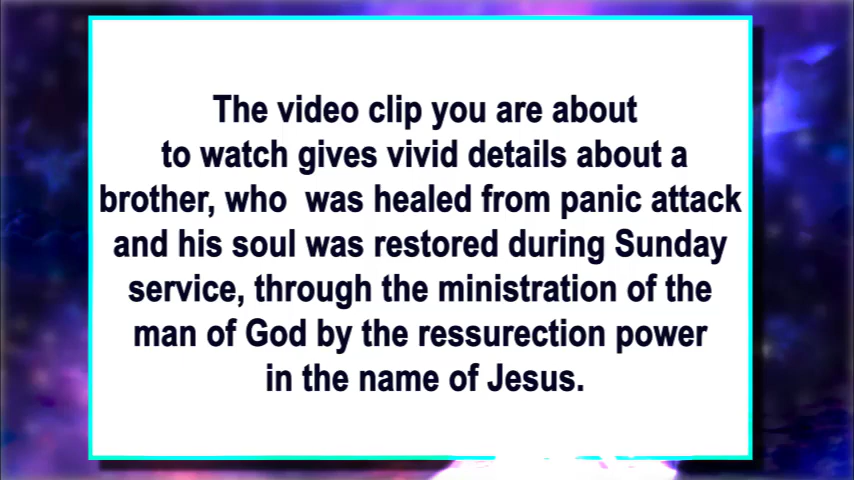 The video clip you are about
to watch gives vivid details about a
brother, who  was healed from panic attack
and his soul was restored during Sunday
service, through the ministration of the
man of God by the ressurection power
in the name of Jesus.